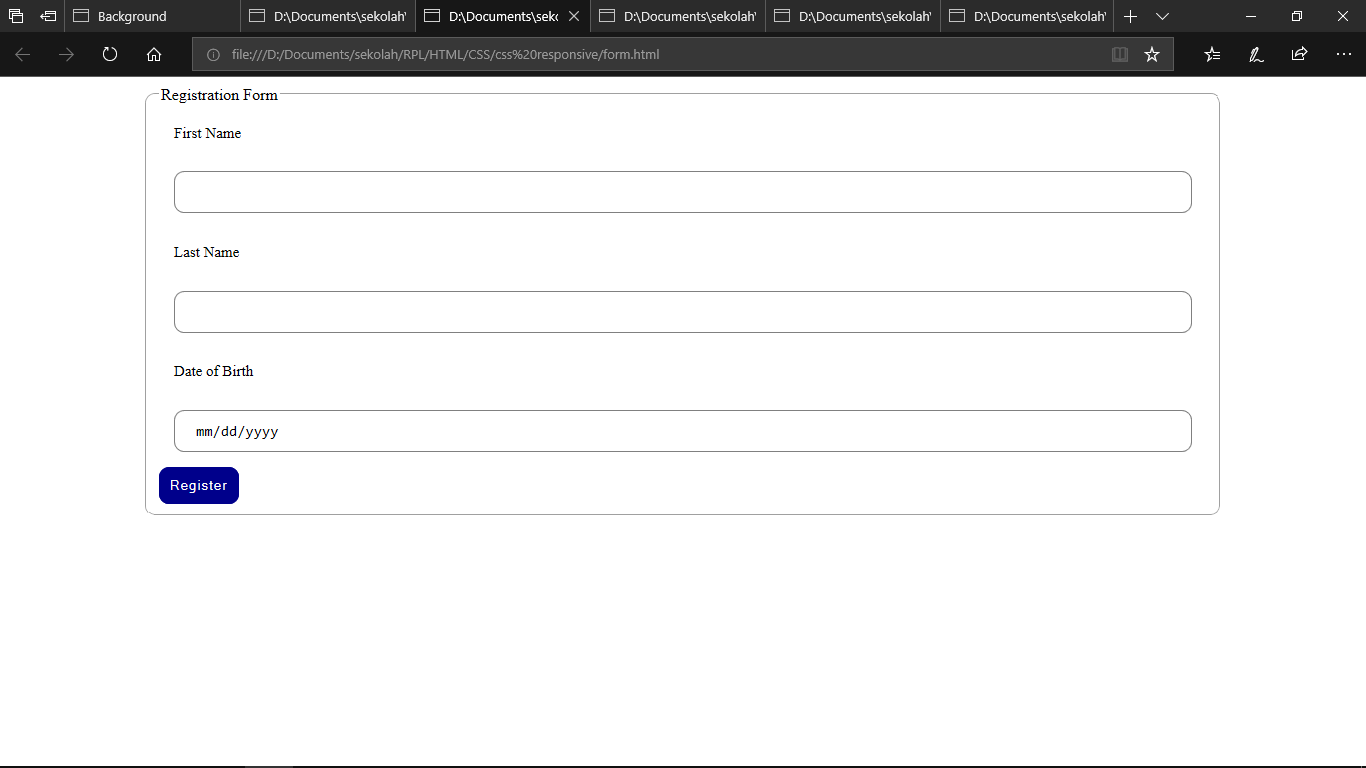 Background
D:\Documents\sekolah\
D:\Documents\seko
D:\Documents\sekolah\
D:\Documents\sekolah\
D:\Documents\sekolah\
file:///D:/Documents/sekolah/RPL/HTML/CSS/css%20responsive/form.html
Registration Form
First Name
Last Name
Date of Birth
mm/dd/yyyy
Register